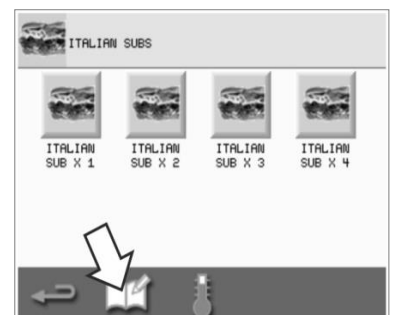 ITALIAN SUBS
ITALIAN
SUB X 1
ITALIAN
SUB X 2
ITALIAN
SUB X 3
ITALIAN
SUB X 4